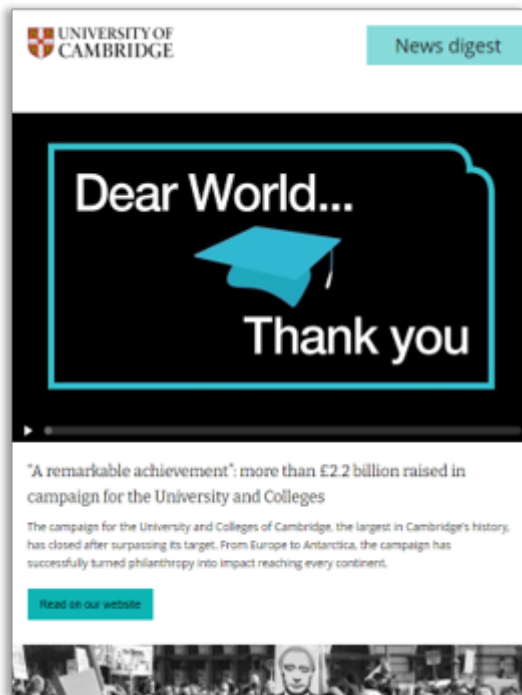 UNIVERSITY OF
CAMBRIDGE
News digest
Dear World...
Thank you
"A remarkable achievement": more than £2.2 billion raised in
campaign for the University and Colleges
The campaign for the University and Colleges of Cambridge, the largest in Cambridge's history,
has closed after surpassing its target. From Europe to Antarctica, the campaign has
successfully turned philanthropy into impact reaching every continent.
Read on our website